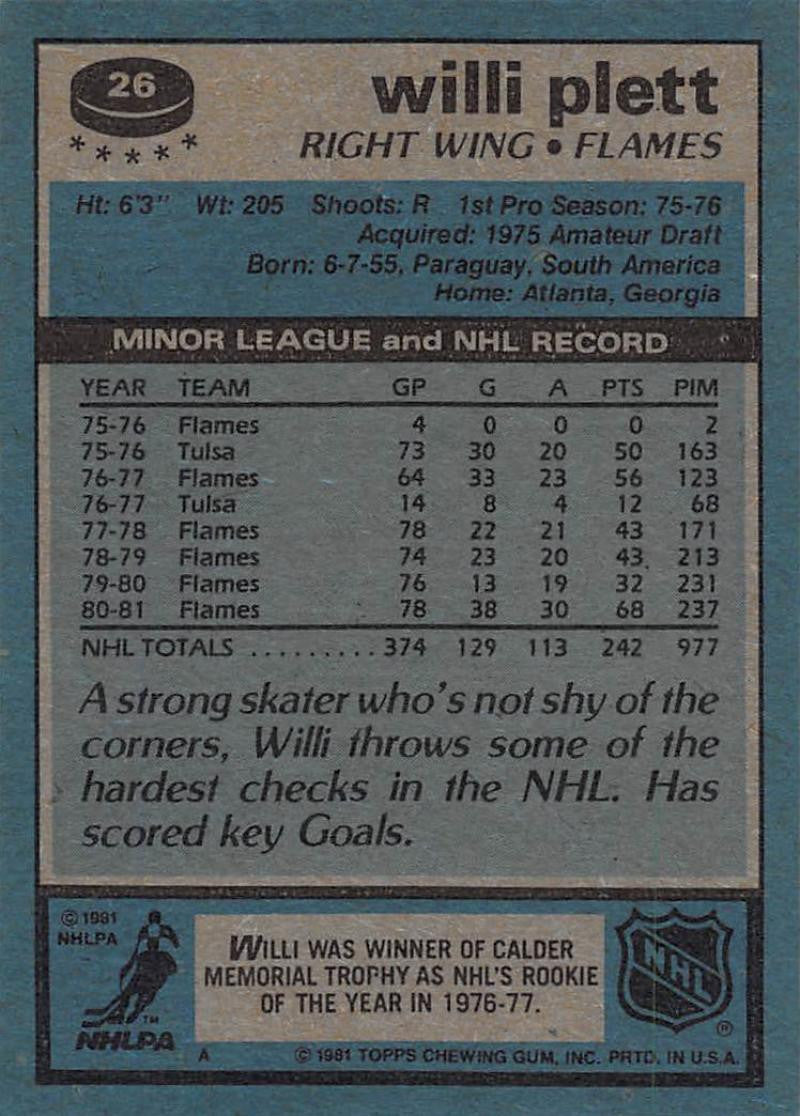 26
willi plett
* * * * *
RIGHT WING • FLAMES
Ht: 6'3" Wt: 205 Shoots: R 1st Pro Season: 75-76
Acquired: 1975 Amateur Draft
Born: 6-7-55, Paraguay, South America
Home: Atlanta, Georgia
MINOR LEAGUE and NHL RECORD
YEAR TEAM GP G A PTS PIM
75-76 Flames 4 0 0 0 2
75-76 Tulsa 73 30 20 50 163
76-77 Flames 64 33 23 56 123
76-77 Tulsa 14 8 4 12 68
77-78 Flames 78 22 21 43 171
78-79 Flames 74 23 20 43 213
79-80 Flames 76 13 19 32 231
80-81 Flames 78 38 30 68 237
NHL TOTALS ......... 374 129 113 242 977
A strong skater who's not shy of the
corners, Willi throws some of the
hardest checks in the NHL. Has
scored key Goals.
© 1981
NHLPA
TM
NHLPA
WILLI WAS WINNER OF CALDER
MEMORIAL TROPHY AS NHL'S ROOKIE
OF THE YEAR IN 1976-77.
NHL
®
A © 1981 TOPPS CHEWING GUM, INC. PRTD. IN U.S.A.